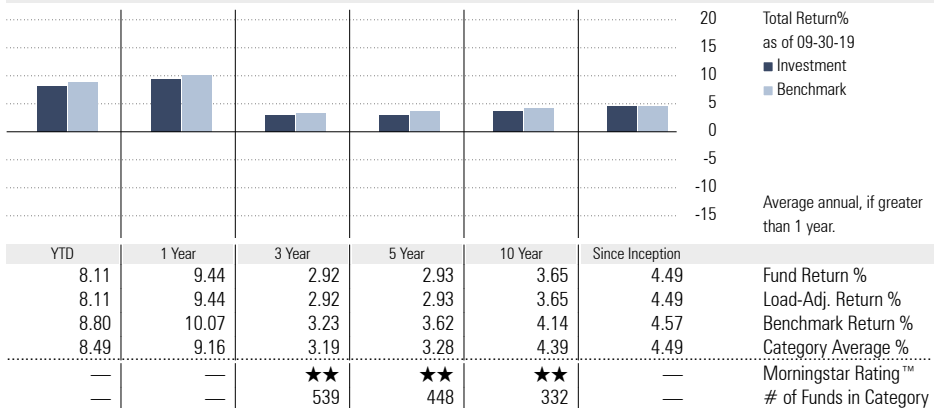 20 Total Return%
15 as of 09-30-19
10 ■ Investment
5 ■ Benchmark
0
-5
-10
-15
Average annual, if greater
than 1 year.
YTD 1 Year 3 Year 5 Year 10 Year Since Inception
8.11 9.44 2.92 2.93 3.65 4.49 Fund Return %
8.11 9.44 2.92 2.93 3.65 4.49 Load-Adj. Return %
8.80 10.07 3.23 3.62 4.14 4.57 Benchmark Return %
8.49 9.16 3.19 3.28 4.39 4.49 Category Average %
— — ★★ ★★ ★★ — Morningstar Rating™
— — 539 448 332 — # of Funds in Category